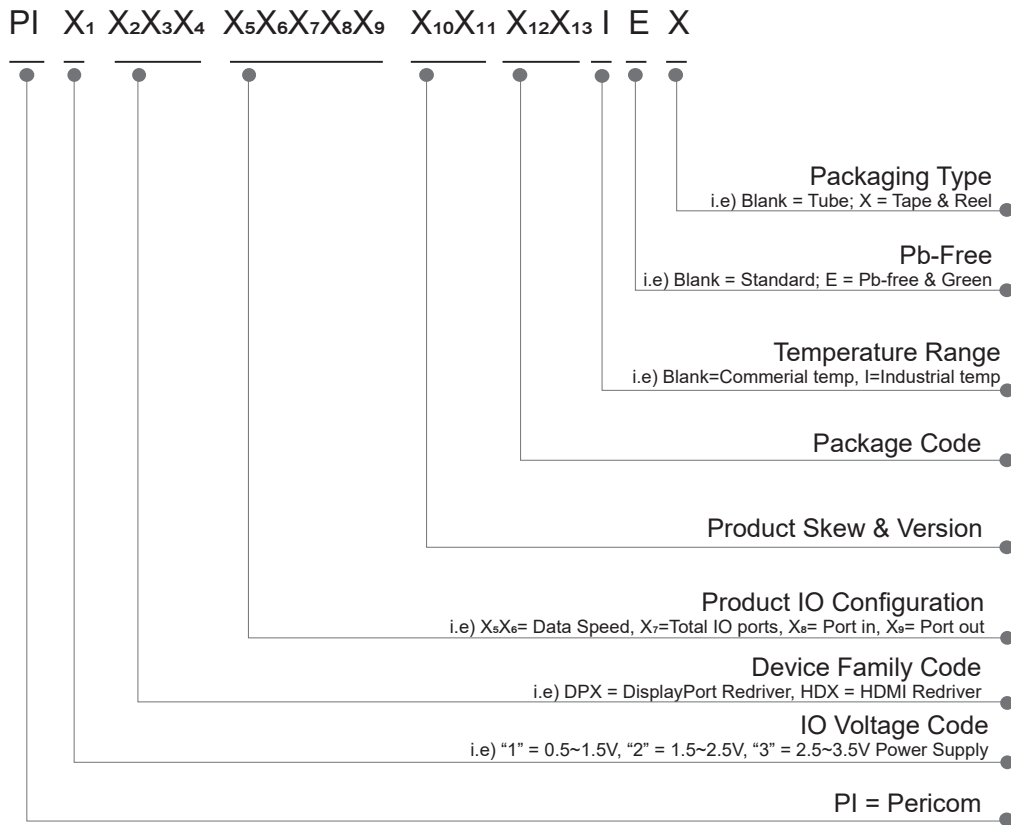 PI X₁ X₂X₃X₄ X₅X₆X₇X₈X₉ X₁₀X₁₁ X₁₂X₁₃ I E X
Packaging Type
i.e) Blank = Tube; X = Tape & Reel
Pb-Free
i.e) Blank = Standard; E = Pb-free & Green
Temperature Range
i.e) Blank=Commerial temp, I=Industrial temp
Package Code
Product Skew & Version
Product IO Configuration
i.e) X₅X₆= Data Speed, X₇=Total IO ports, X₈= Port in, X₉= Port out
Device Family Code
i.e) DPX = DisplayPort Redriver, HDX = HDMI Redriver
IO Voltage Code
i.e) “1” = 0.5~1.5V, “2” = 1.5~2.5V, “3” = 2.5~3.5V Power Supply
PI = Pericom